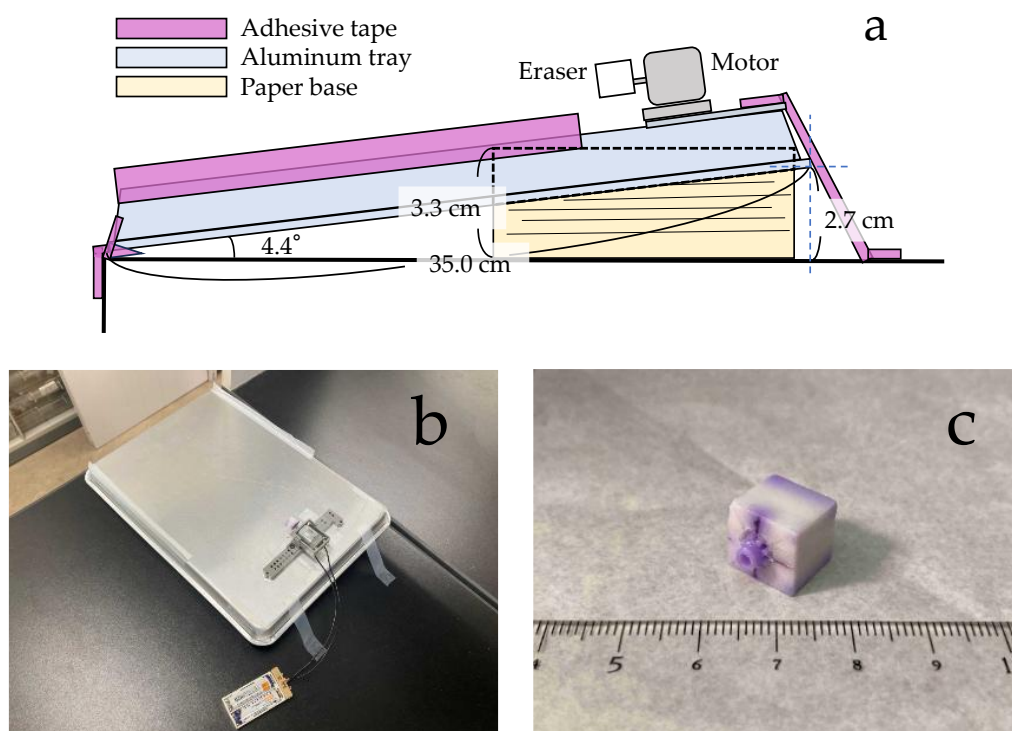 a
Adhesive tape
Aluminum tray
Paper base
Eraser
Motor
3.3 cm
2.7 cm
4.4°
35.0 cm
b
c
5 6 7 8 9